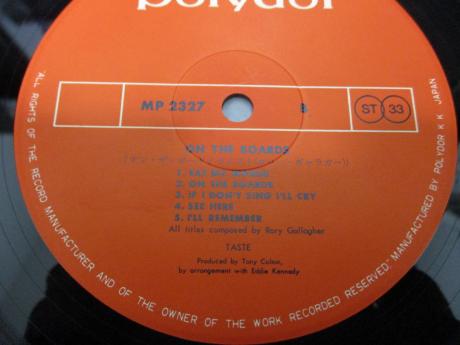 polydor
MP 2327
B
ST 33
ON THE BOARDS
1. EAT MY WORDS
2. ON THE BOARDS
3. IF I DON'T SING I'LL CRY
4. SEE HERE
5. I'LL REMEMBER
All titles composed by Rory Gallagher
TASTE
Produced by Tony Colton,
by arrangement with Eddie Kennedy
"ALL RIGHTS OF THE RECORD MANUFACTURER AND OF THE OWNER OF THE WORK RECORDED RESERVED." MANUFACTURED BY POLYDOR K.K. JAPAN